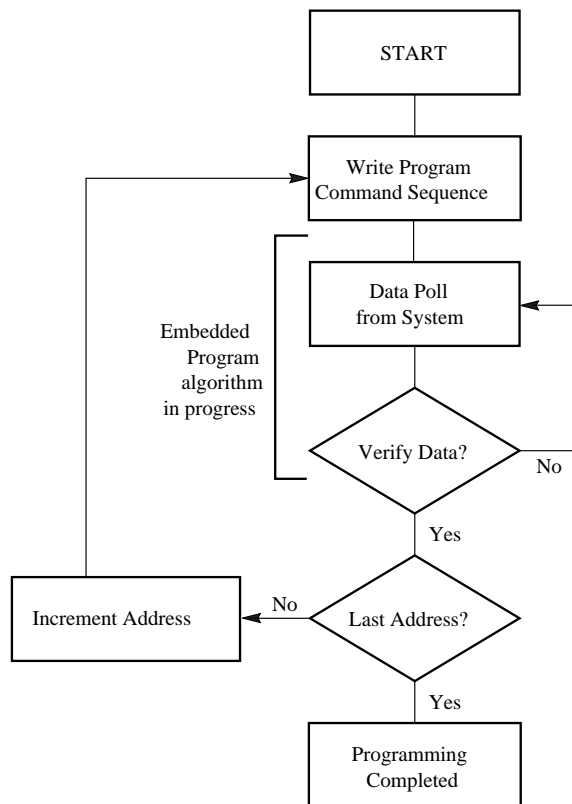 START
Write Program
Command Sequence
Data Poll
from System
Embedded
Program
algorithm
in progress
Verify Data?
No
Yes
Increment Address
No
Last Address?
Yes
Programming
Completed